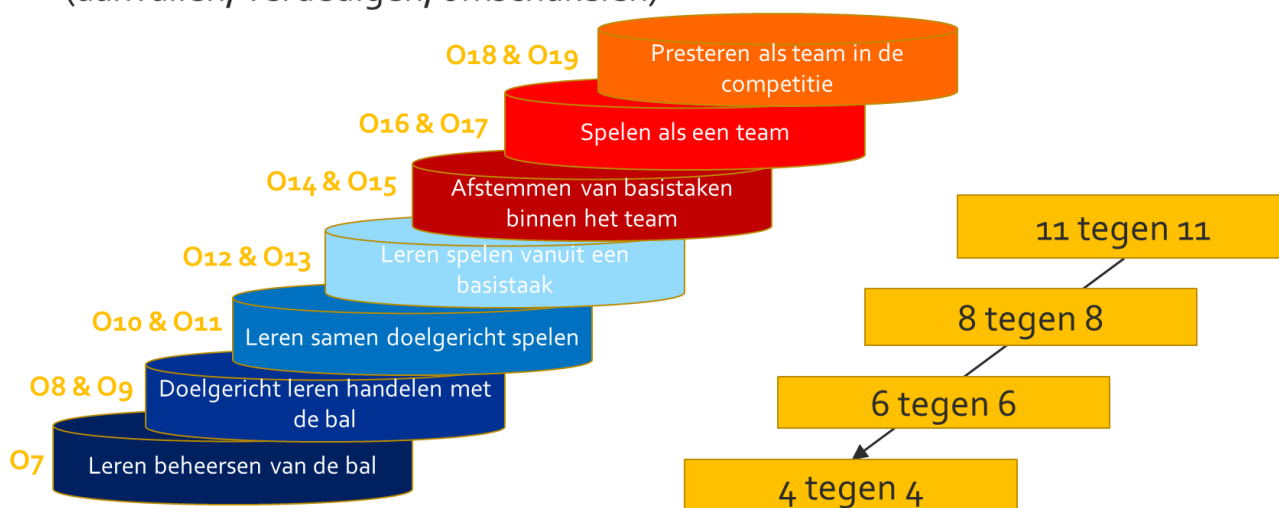 (aanvallen, verdedigen, omschakelen)
O18 & O19
Presteren als team in de
competitie
O16 & O17
Spelen als een team
O14 & O15
Afstemmen van basistaken
binnen het team
O12 & O13
Leren spelen vanuit een
basistaak
O10 & O11
Leren samen doelgericht spelen
O8 & O9
Doelgericht leren handelen met
de bal
O7
Leren beheersen van de bal
11 tegen 11
8 tegen 8
6 tegen 6
4 tegen 4